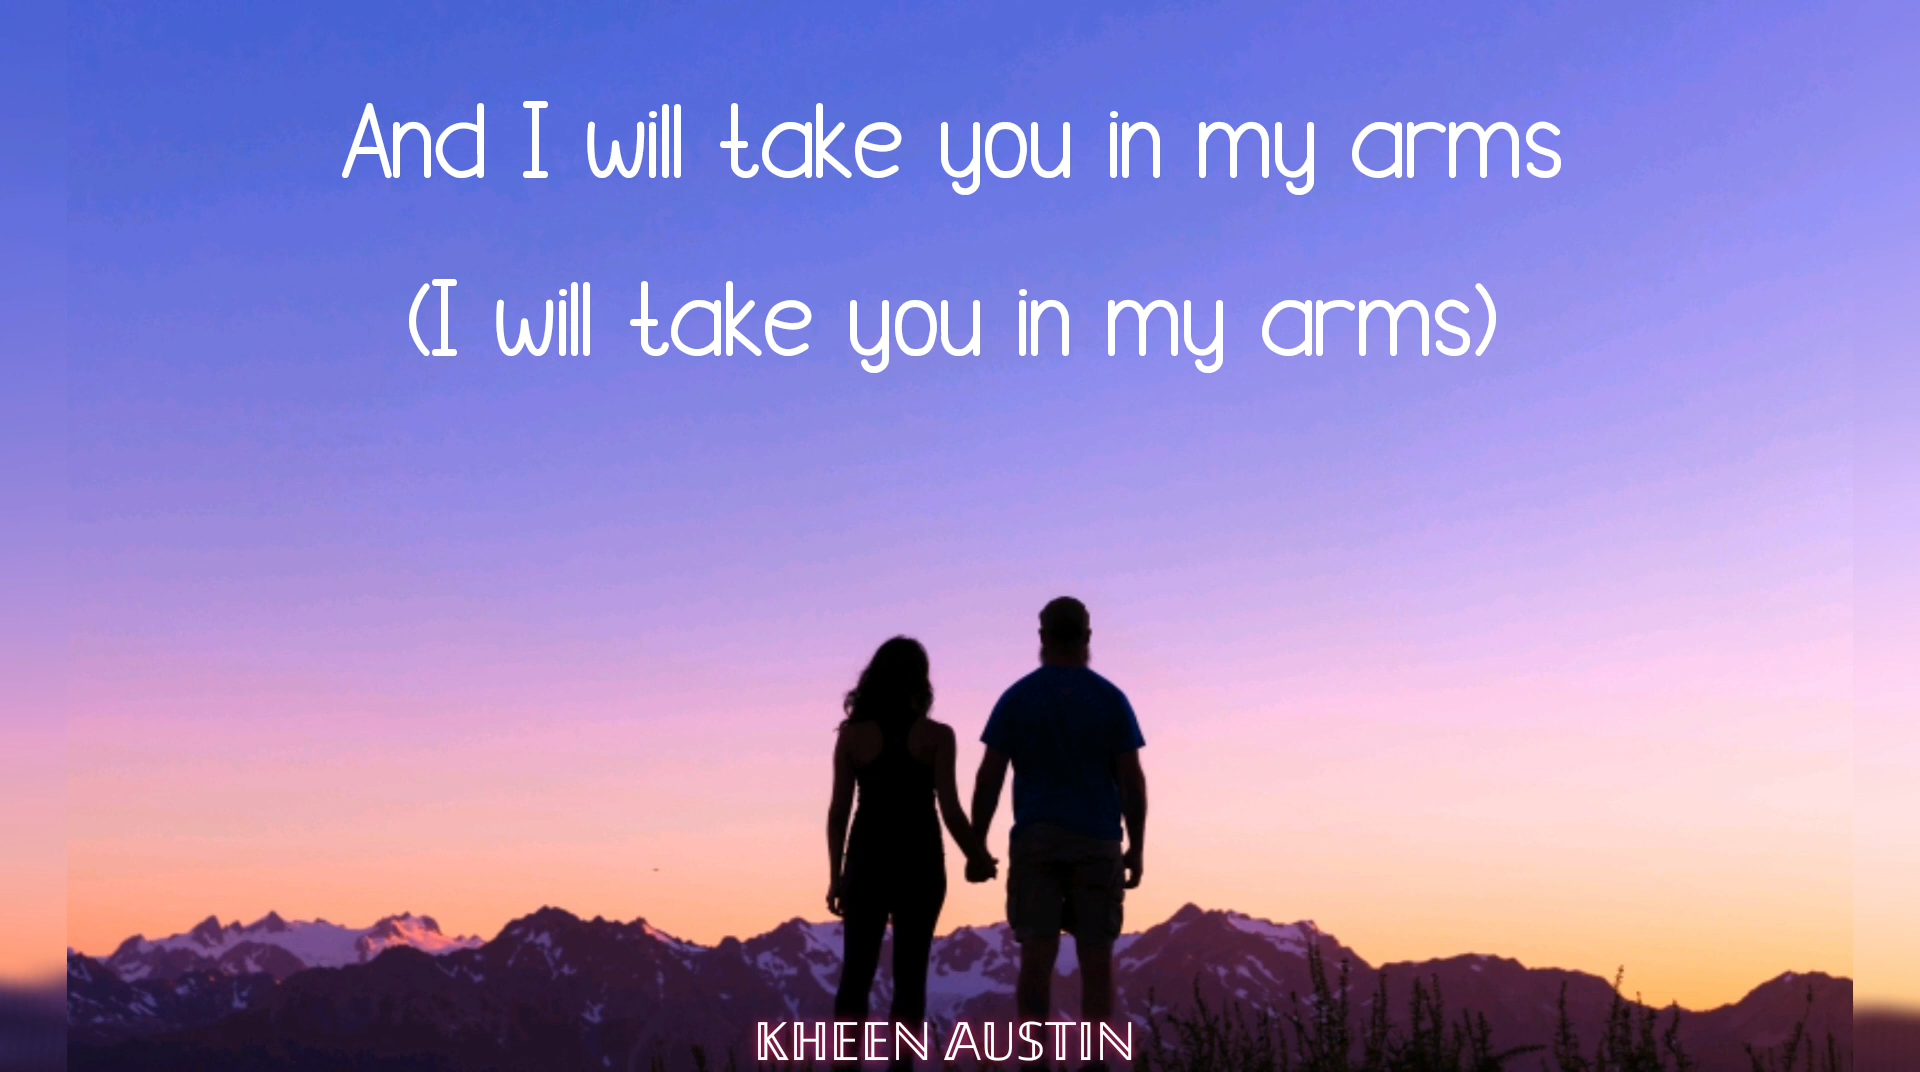 And I will take you in my arms
(I will take you in my arms)
KHEEN AUSTIN